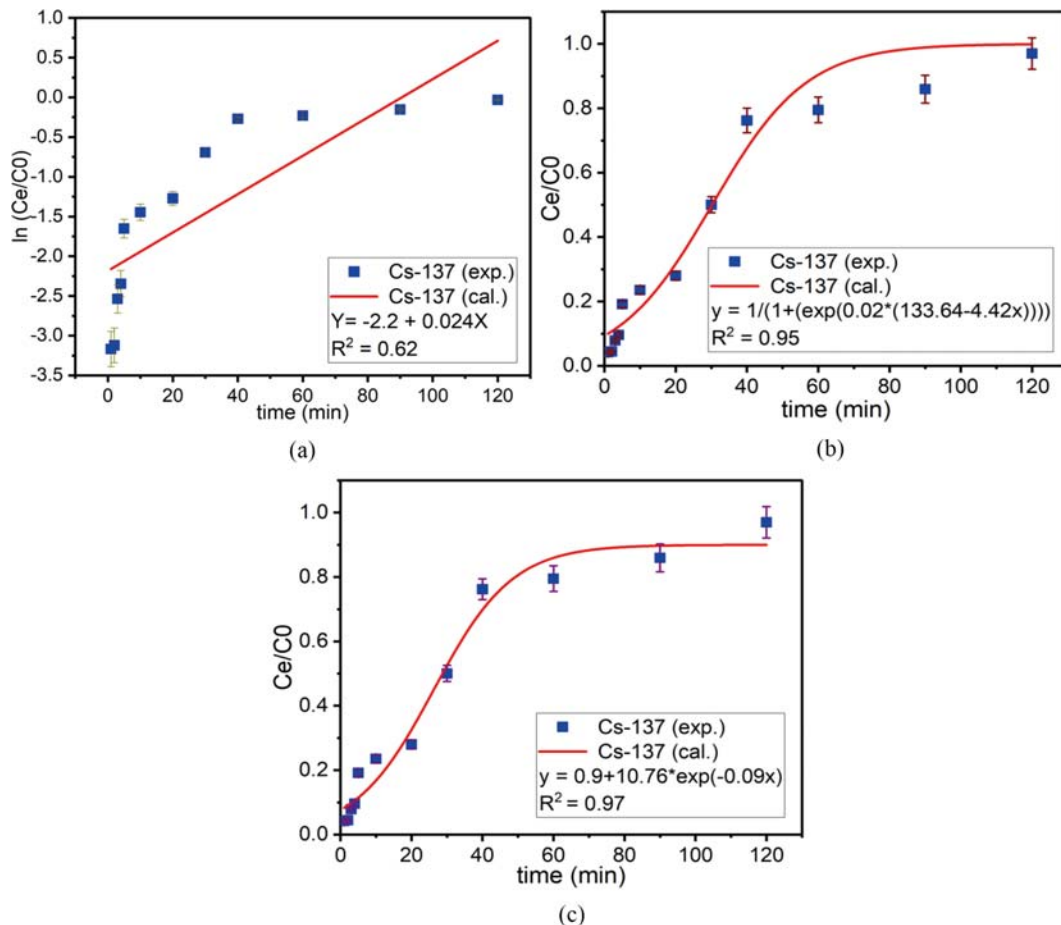 1.5
1.0
0.5
0.0
-0.5
-1.0
-1.5
-2.0
-2.5
-3.0
-3.5
ln (Ce/C0)
Cs-137 (exp.)
Cs-137 (cal.)
Y= -2.2 + 0.024X
R² = 0.62
0 20 40 60 80 100 120
time (min)
(a)
1.0
0.8
0.6
0.4
0.2
0.0
Ce/C0
Cs-137 (exp.)
Cs-137 (cal.)
y = 1/(1+(exp(0.02*(133.64-4.42x))))
R² = 0.95
0 20 40 60 80 100 120
time (min)
(b)
1.0
0.8
0.6
0.4
0.2
0.0
Ce/C0
Cs-137 (exp.)
Cs-137 (cal.)
y = 0.9+10.76*exp(-0.09x)
R² = 0.97
0 20 40 60 80 100 120
time (min)
(c)